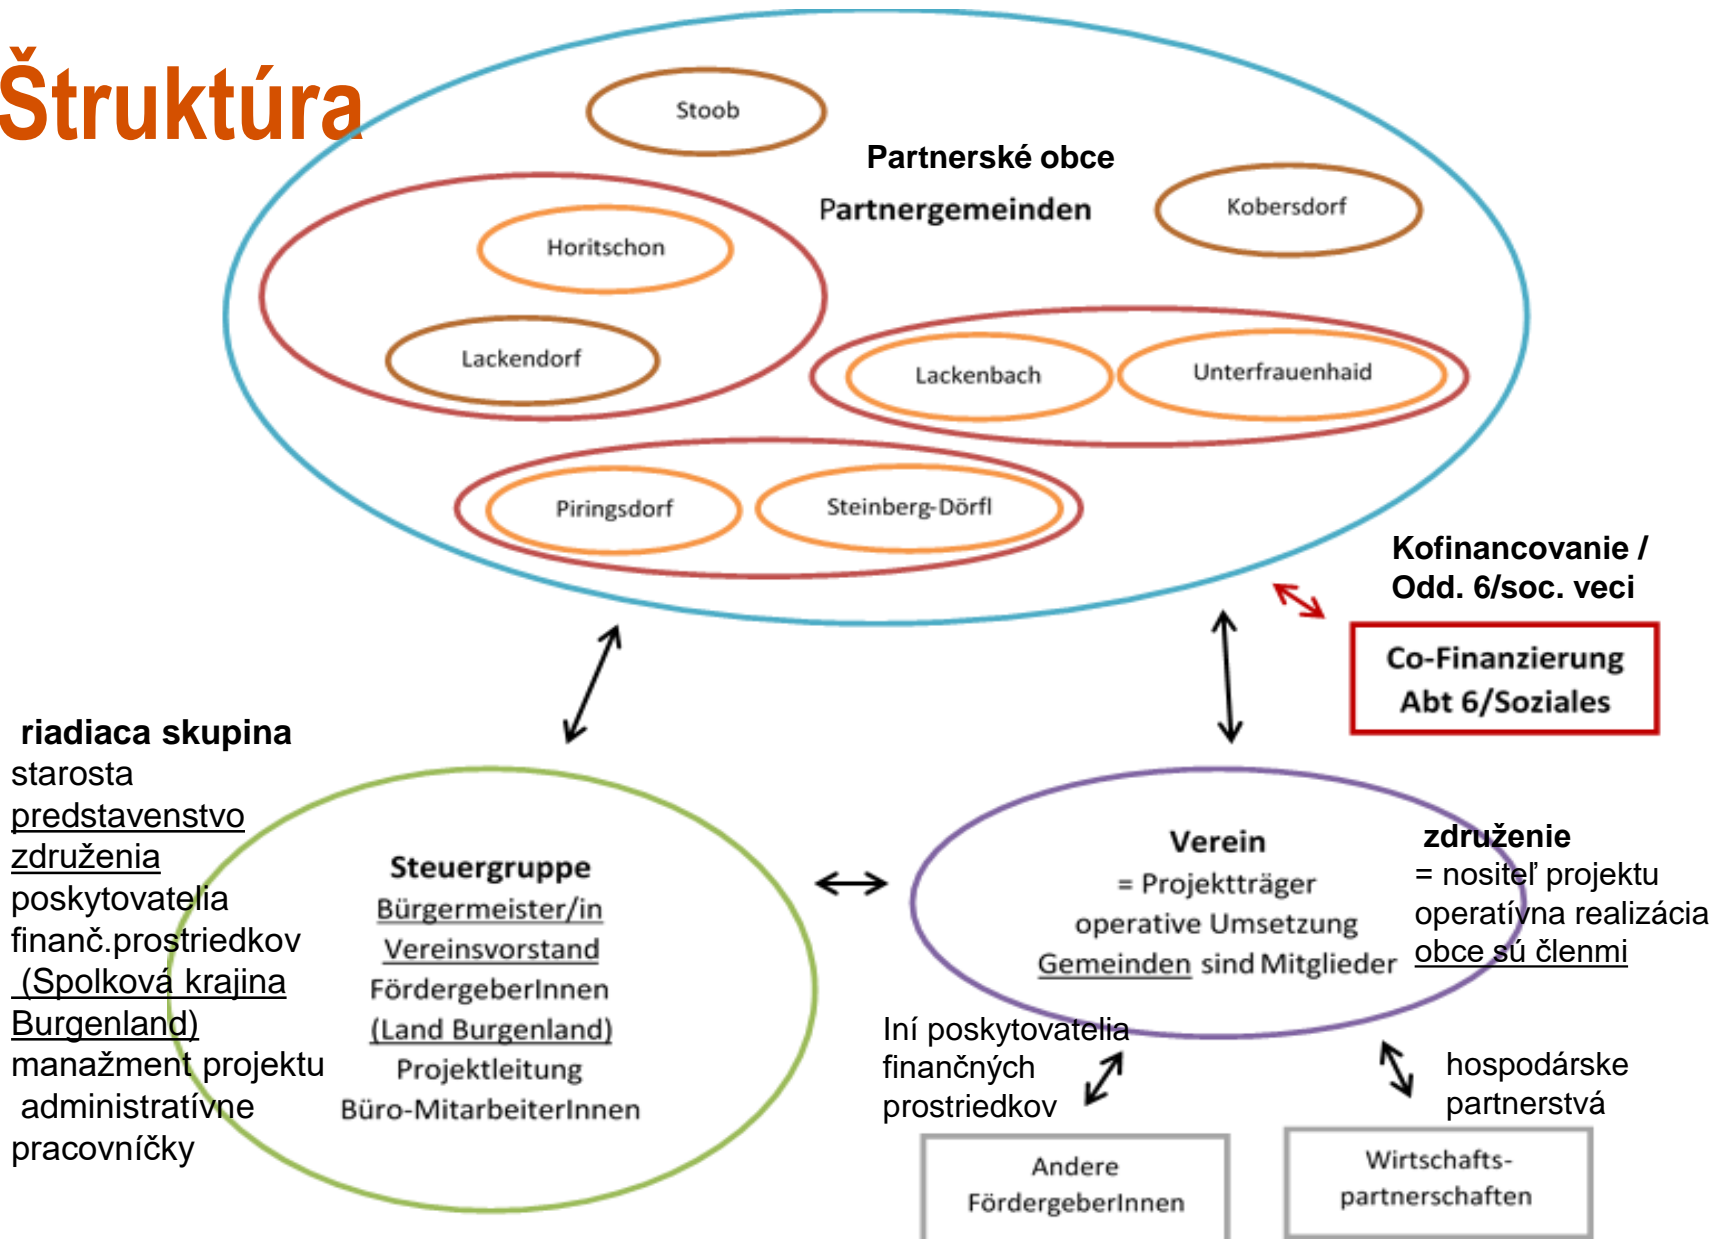 Štruktúra
Stoob
Partnerské obce
Partnergemeinden
Kobersdorf
Horitschon
Lackendorf
Lackenbach
Unterfrauenhaid
Piringsdorf
Steinberg-Dörfl
Kofinancovanie /
Odd. 6/soc. veci
Co-Finanzierung
Abt 6/Soziales
riadiaca skupina
starosta
predstavenstvo
združenia
poskytovatelia
finanč.prostriedkov
(Spolková krajina
Burgenland)
manažment projektu
administratívne
pracovníčky
Steuergruppe
Bürgermeister/in
Vereinsvorstand
FördergeberInnen
(Land Burgenland)
Projektleitung
Büro-MitarbeiterInnen
Verein
= Projektträger
operative Umsetzung
Gemeinden sind Mitglieder
združenie
= nositeľ projektu
operatívna realizácia
obce sú členmi
Iní poskytovatelia
finančných
prostriedkov
hospodárske
partnerstvá
Andere
FördergeberInnen
Wirtschafts-
partnerschaften